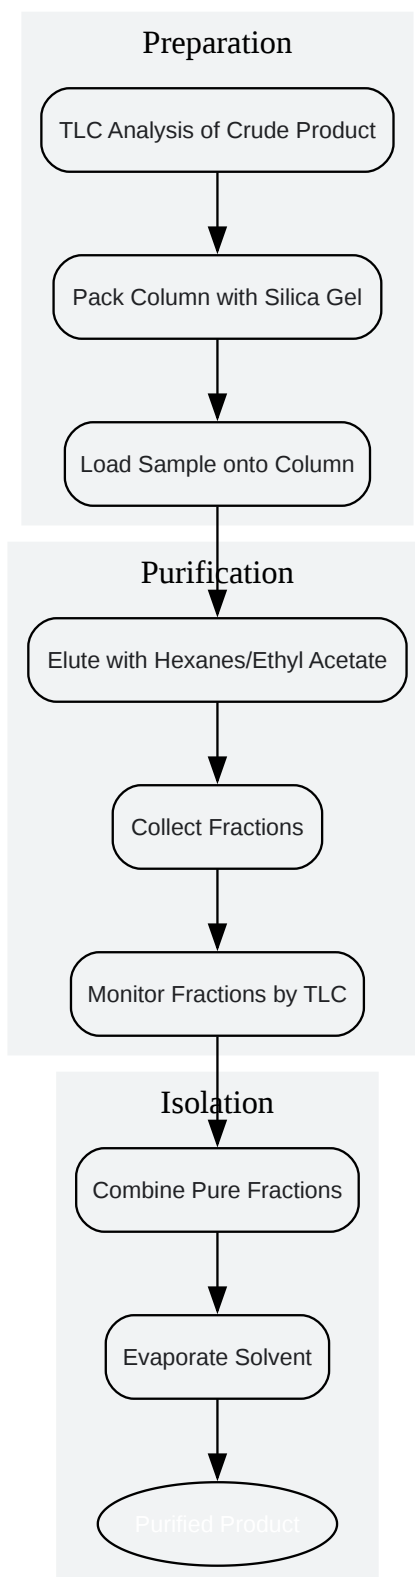 Preparation
TLC Analysis of Crude Product
Pack Column with Silica Gel
Load Sample onto Column
Purification
Elute with Hexanes/Ethyl Acetate
Collect Fractions
Monitor Fractions by TLC
Isolation
Combine Pure Fractions
Evaporate Solvent
Purified Product